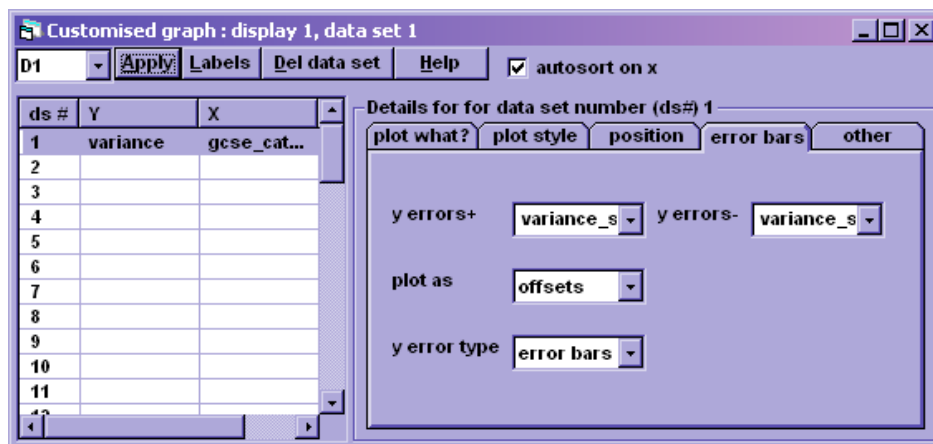 Customised graph : display 1, data set 1
D1 Apply Labels Del data set Help autosort on x
ds # Y X
1 variance gcse_cat...
2
3
4
5
6
7
8
9
10
11
Details for for data set number (ds#) 1
plot what? plot style position error bars other
y errors+ variance_s y errors- variance_s
plot as offsets
y error type error bars